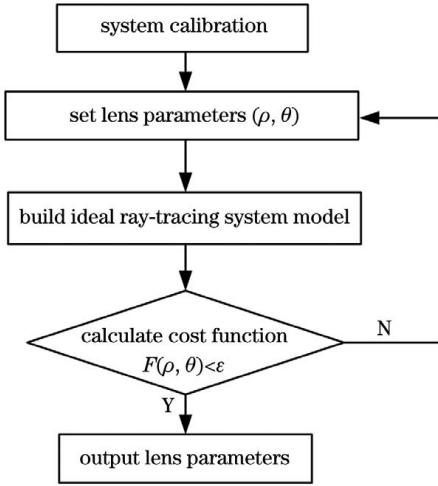 system calibration
set lens parameters (ρ, θ)
build ideal ray-tracing system model
calculate cost function
F(ρ, θ)<ε
N
Y
output lens parameters